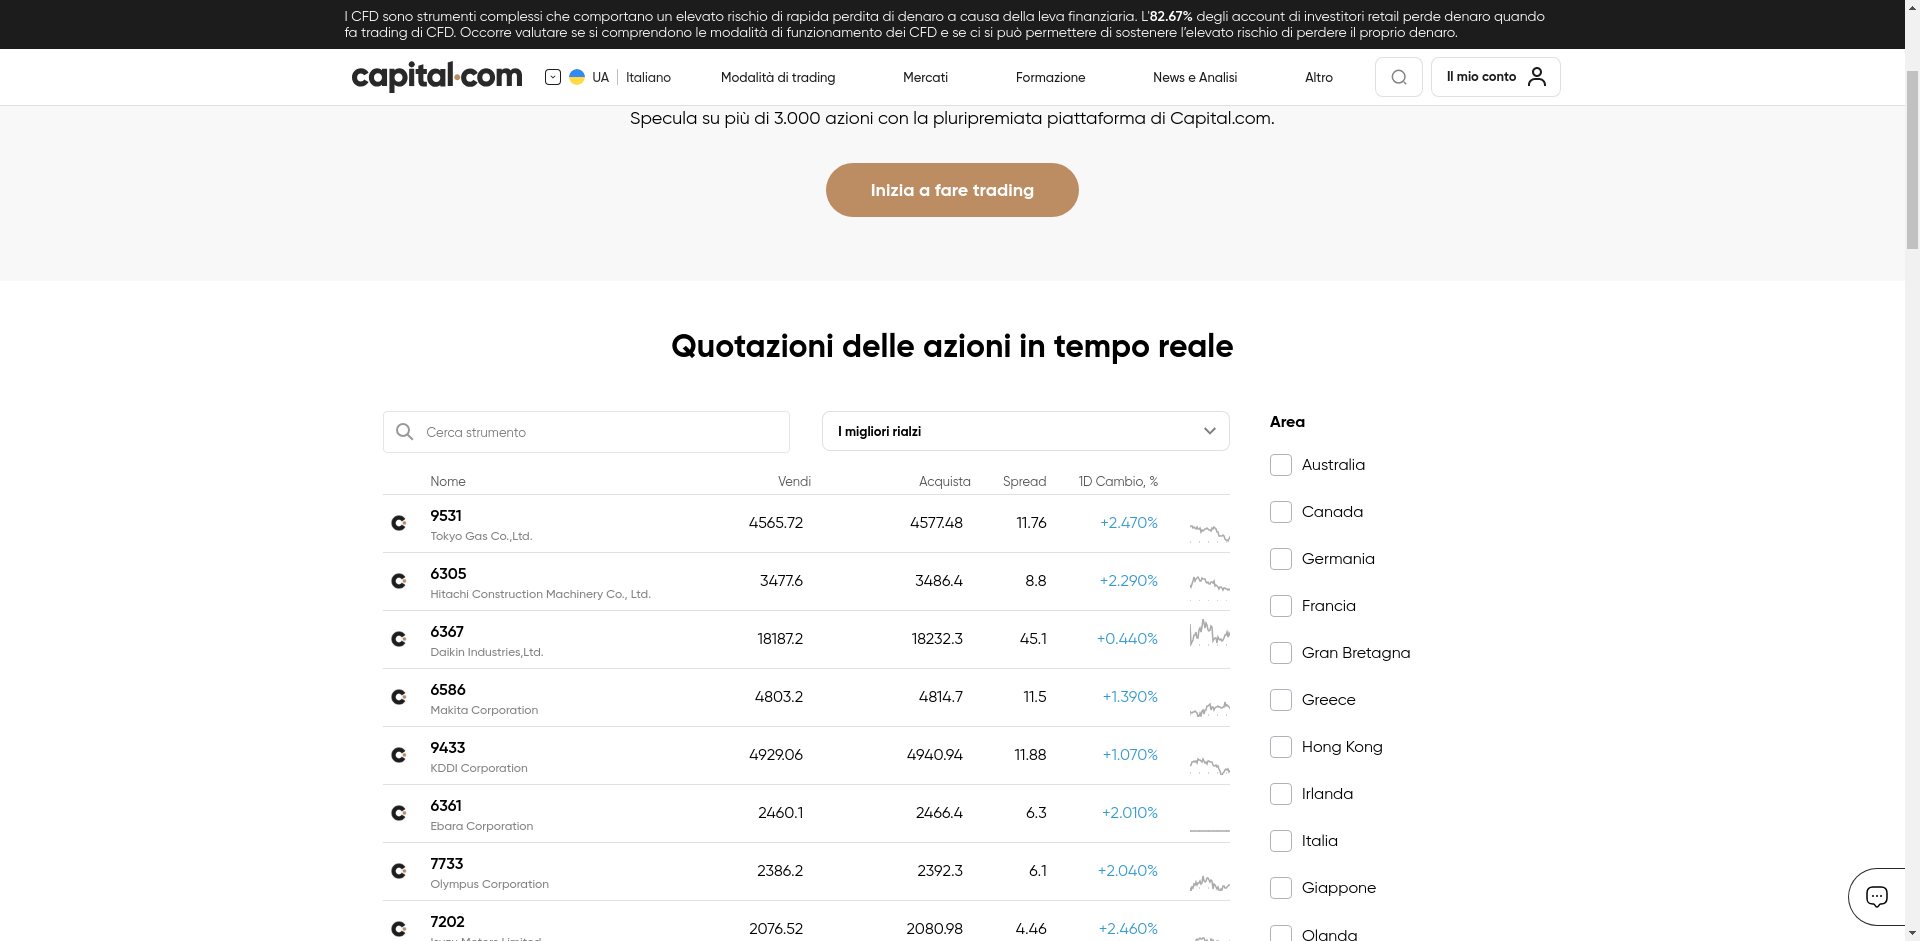 I CFD sono strumenti complessi che comportano un elevato rischio di rapida perdita di denaro a causa della leva finanziaria. L'82.67% degli account di investitori retail perde denaro quando
fa trading di CFD. Occorre valutare se si comprendono le modalità di funzionamento dei CFD e se ci si può permettere di sostenere l'elevato rischio di perdere il proprio denaro.
capital.com UA Italiano Modalità di trading Mercati Formazione News e Analisi Altro Il mio conto
Specula su più di 3.000 azioni con la pluripremiata piattaforma di Capital.com.
Inizia a fare trading
Quotazioni delle azioni in tempo reale
Cerca strumento
I migliori rialzi
Nome Vendi Acquista Spread 1D Cambio, %
9531 4565.72 4577.48 11.76 +2.470%
Tokyo Gas Co.,Ltd.
6305 3477.6 3486.4 8.8 +2.290%
Hitachi Construction Machinery Co., Ltd.
6367 18187.2 18232.3 45.1 +0.440%
Daikin Industries,Ltd.
6586 4803.2 4814.7 11.5 +1.390%
Makita Corporation
9433 4929.06 4940.94 11.88 +1.070%
KDDI Corporation
6361 2460.1 2466.4 6.3 +2.010%
Ebara Corporation
7733 2386.2 2392.3 6.1 +2.040%
Olympus Corporation
7202 2076.52 2080.98 4.46 +2.460%
Area
Australia
Canada
Germania
Francia
Gran Bretagna
Greece
Hong Kong
Irlanda
Italia
Giappone
Olanda